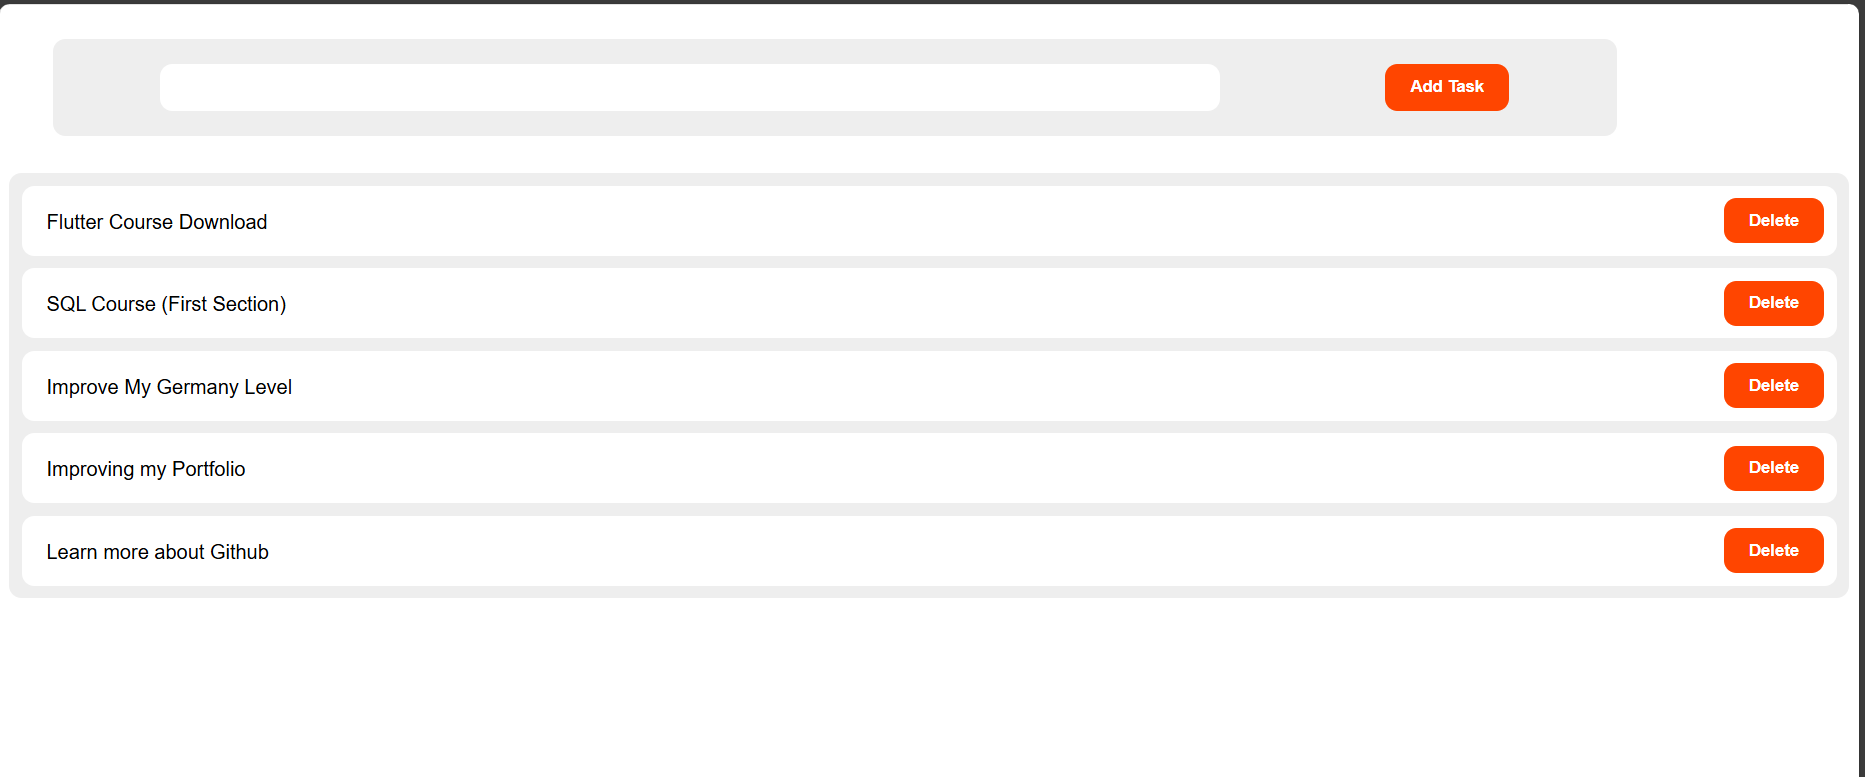 Add Task
Flutter Course Download
Delete
SQL Course (First Section)
Delete
Improve My Germany Level
Delete
Improving my Portfolio
Delete
Learn more about Github
Delete